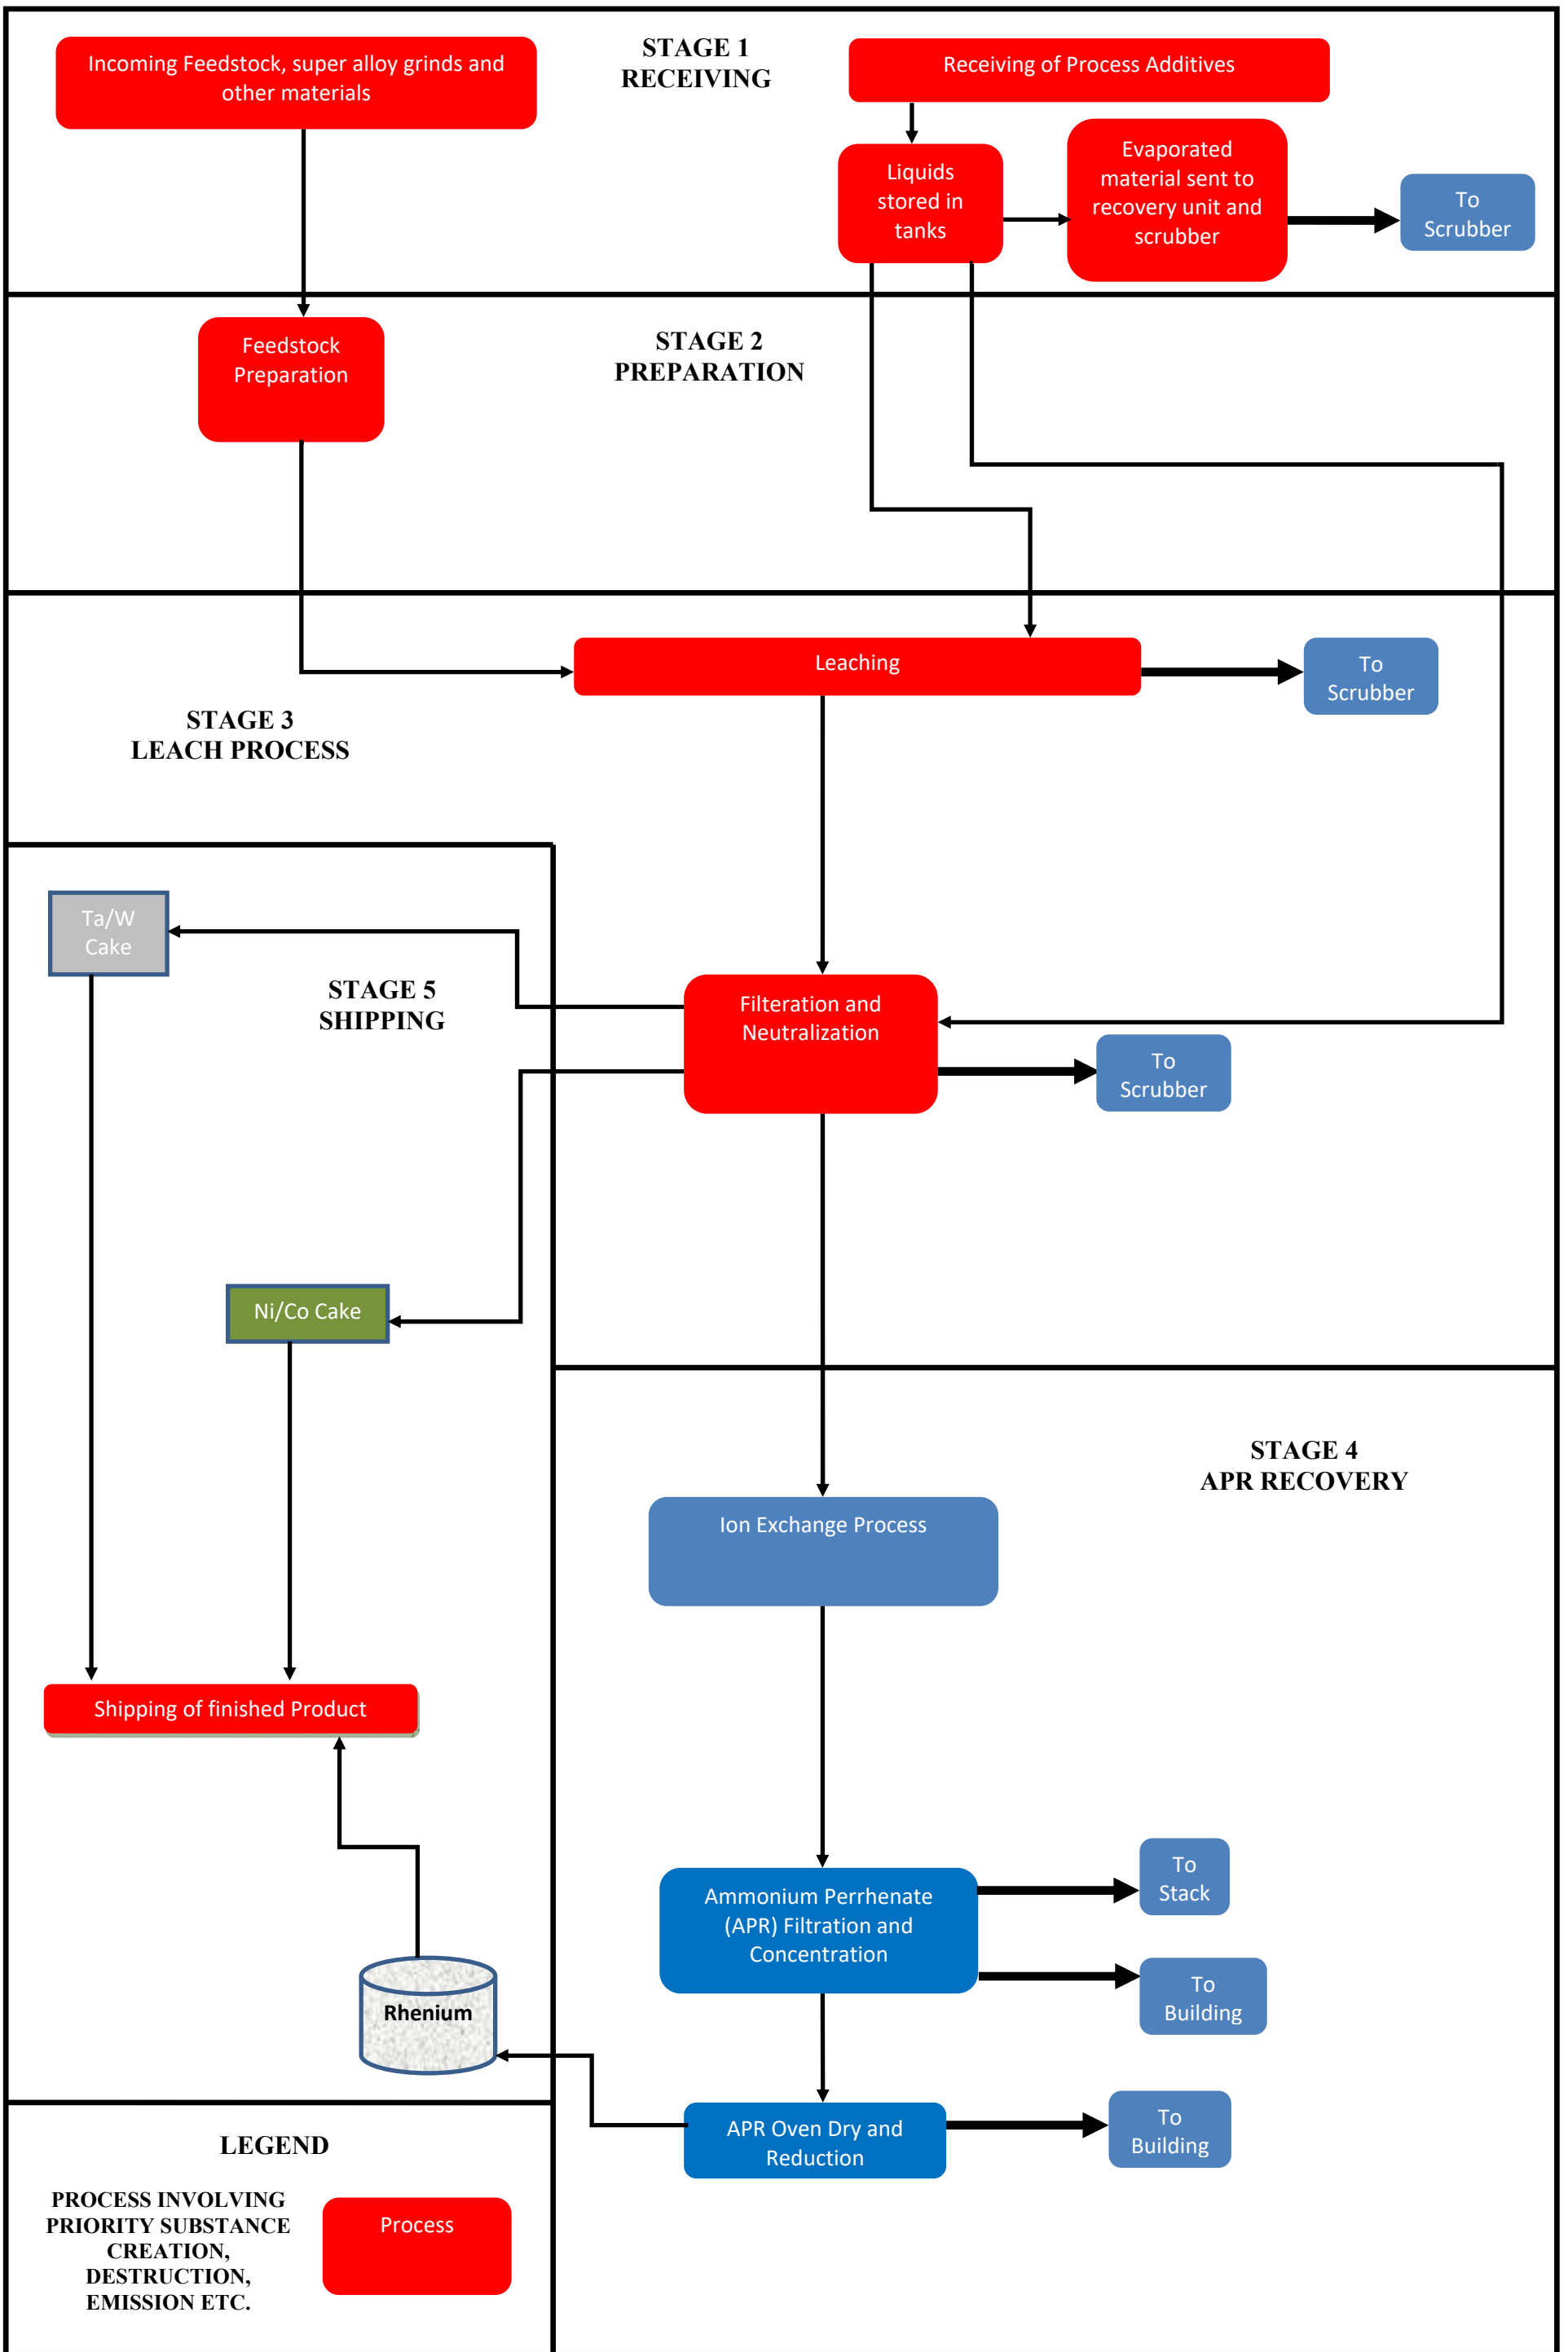 Incoming Feedstock, super alloy grinds and
other materials
STAGE 1
RECEIVING
Receiving of Process Additives
Liquids
stored in
tanks
Evaporated
material sent to
recovery unit and
scrubber
To
Scrubber
Feedstock
Preparation
STAGE 2
PREPARATION
Leaching
To
Scrubber
STAGE 3
LEACH PROCESS
Ta/W
Cake
STAGE 5
SHIPPING
Filteration and
Neutralization
To
Scrubber
Ni/Co Cake
STAGE 4
APR RECOVERY
Ion Exchange Process
Shipping of finished Product
Ammonium Perrhenate
(APR) Filtration and
Concentration
To
Stack
To
Building
Rhenium
APR Oven Dry and
Reduction
To
Building
LEGEND
PROCESS INVOLVING
PRIORITY SUBSTANCE
CREATION,
DESTRUCTION,
EMISSION ETC.
Process